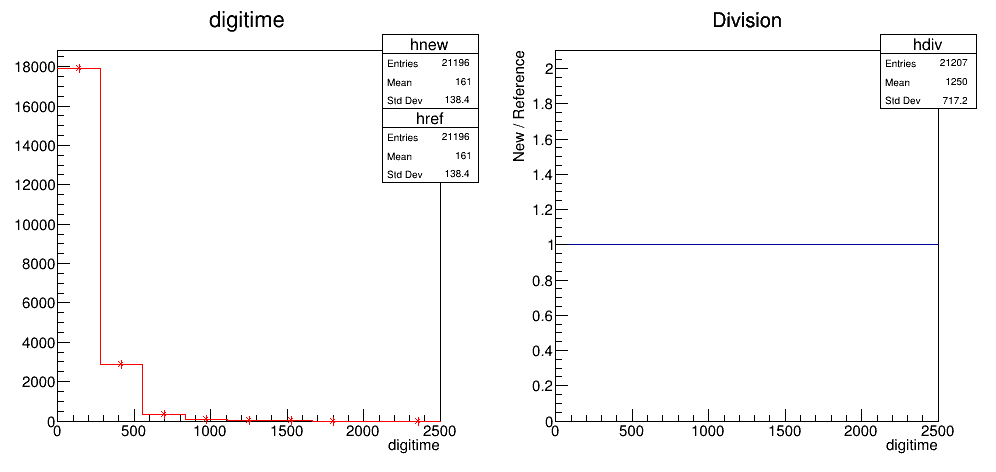 digitime
hnew
Entries 21196
Mean 161
Std Dev 138.4
href
Entries 21196
Mean 161
Std Dev 138.4
18000
16000
14000
12000
10000
8000
6000
4000
2000
0
0 500 1000 1500 2000 2500
digitime
Division
hdiv
Entries 21207
Mean 1250
Std Dev 717.2
New / Reference
2
1.8
1.6
1.4
1.2
1
0.8
0.6
0.4
0.2
0
0 500 1000 1500 2000 2500
digitime